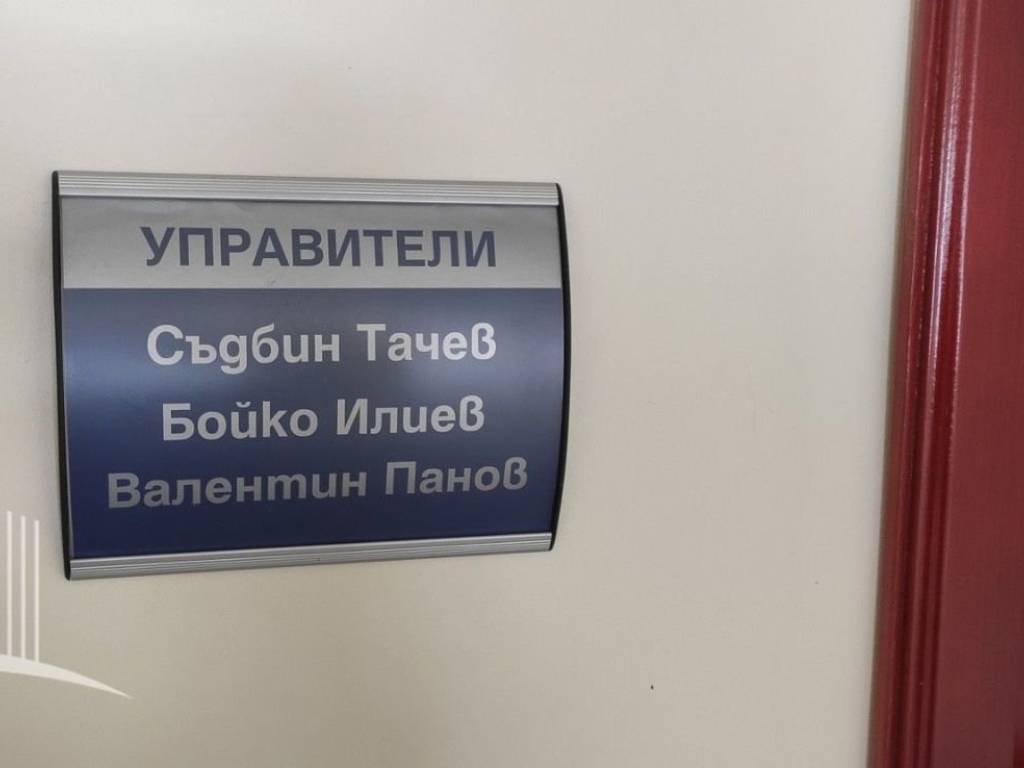 УПРАВИТЕЛИ
Съдбин Тачев
Бойко Илиев
Валентин Панов